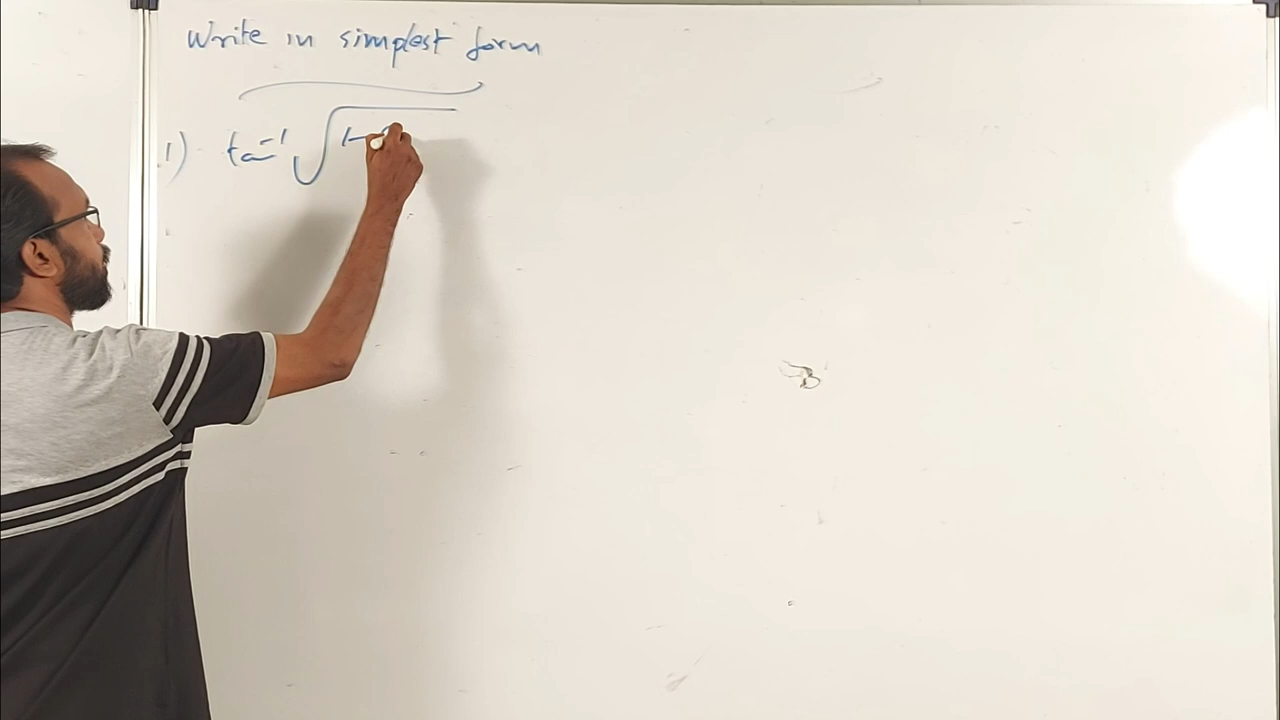 Write in simplest form
1) tan⁻¹ √1-